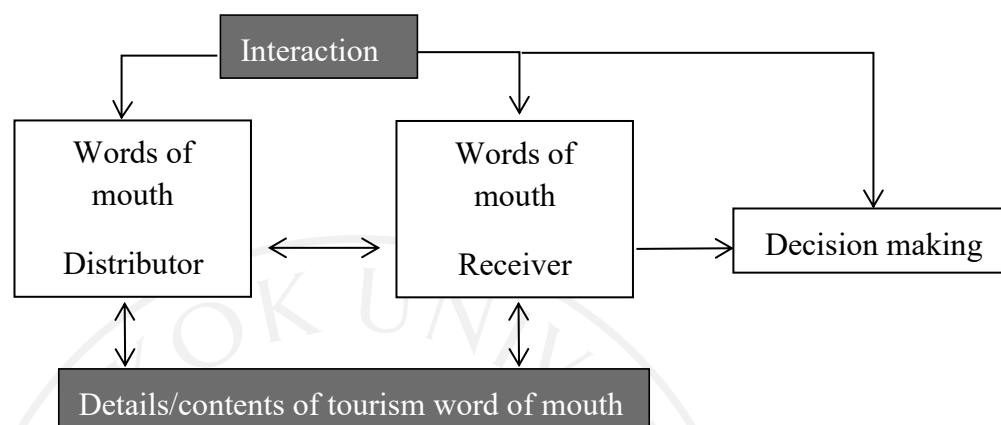 Interaction
Words of
mouth
Distributor
Words of
mouth
Receiver
Decision making
Details/contents of tourism word of mouth